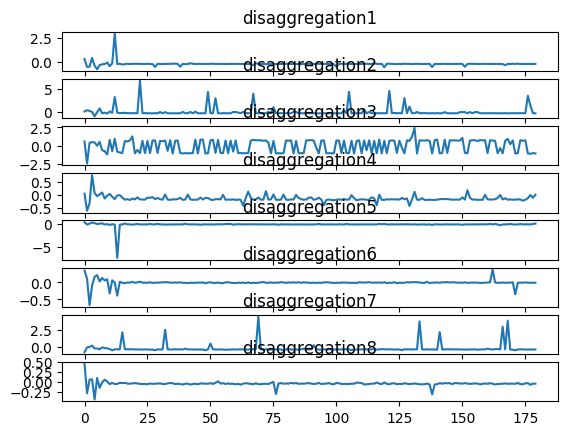 disaggregation1
2.5
0.0
disaggregation2
5
0
disaggregation3
2.5
0.0
−2.5
disaggregation4
0.5
0.0
−0.5
disaggregation5
0
−5
disaggregation6
0.0
−0.5
disaggregation7
2.5
0.0
disaggregation8
0.50
0.25
0.00
−0.25
0 25 50 75 100 125 150 175